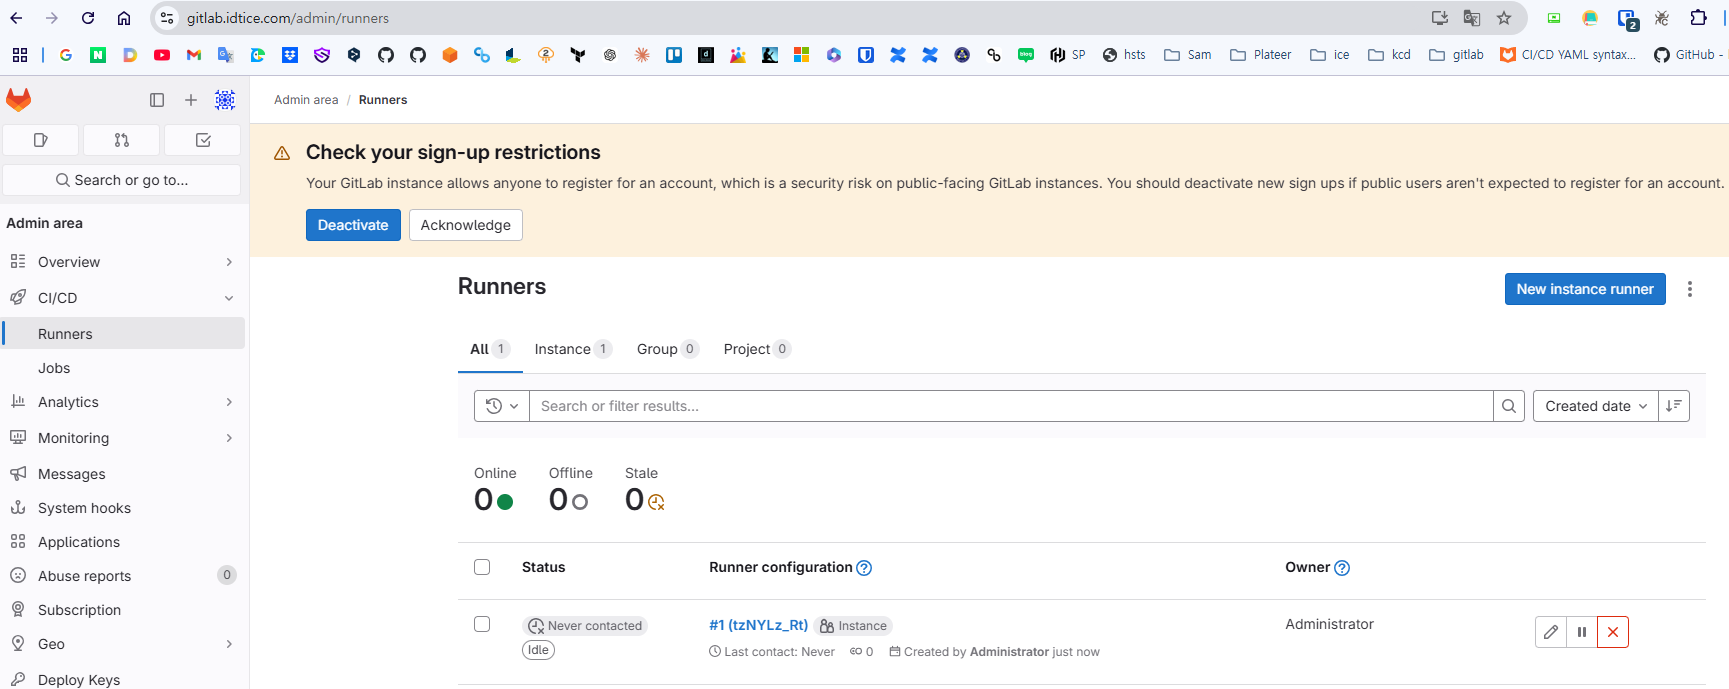 gitlab.idtice.com/admin/runners
2
SP
hsts
Sam
Plateer
ice
kcd
gitlab
CI/CD YAML syntax...
GitHub -
Admin area / Runners
Check your sign-up restrictions
Your GitLab instance allows anyone to register for an account, which is a security risk on public-facing GitLab instances. You should deactivate new sign ups if public users aren't expected to register for an account.
Deactivate
Acknowledge
Search or go to...
Admin area
Overview
CI/CD
Runners
Jobs
Analytics
Monitoring
Messages
System hooks
Applications
Abuse reports 0
Subscription
Geo
Deploy Keys
Runners
New instance runner
All 1
Instance 1
Group 0
Project 0
Search or filter results...
Created date
Online
0
Offline
0
Stale
0
Status
Runner configuration
Owner
Never contacted
Idle
#1 (tzNYLz_Rt)
Instance
Last contact: Never
0
Created by Administrator just now
Administrator